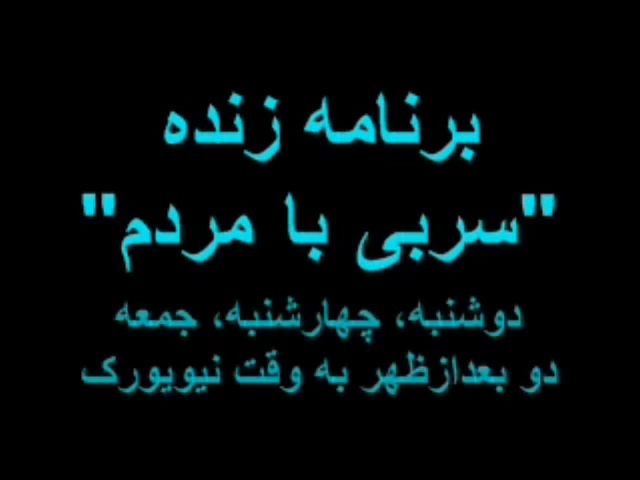 برنامه زنده
"سربی با مردم"
دوشنبه، چهارشنبه، جمعه
دو بعدازظهر به وقت نیویورک